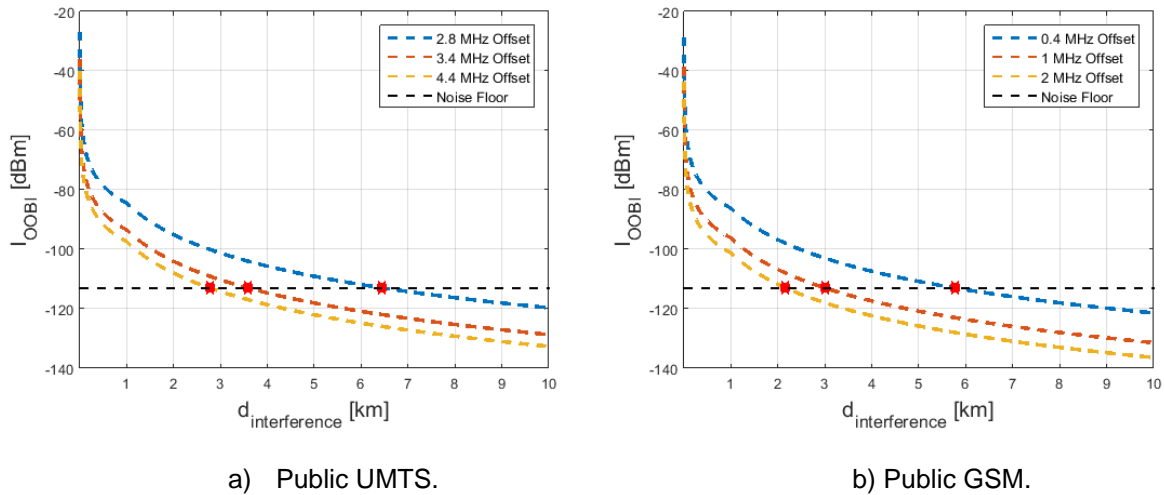 -20
-40
-60
-80
-100
-120
-140
I_OOBI [dBm]
1 2 3 4 5 6 7 8 9 10
d_interference [km]
2.8 MHz Offset
3.4 MHz Offset
4.4 MHz Offset
Noise Floor
a) Public UMTS.
-20
-40
-60
-80
-100
-120
-140
I_OOBI [dBm]
1 2 3 4 5 6 7 8 9 10
d_interference [km]
0.4 MHz Offset
1 MHz Offset
2 MHz Offset
Noise Floor
b) Public GSM.